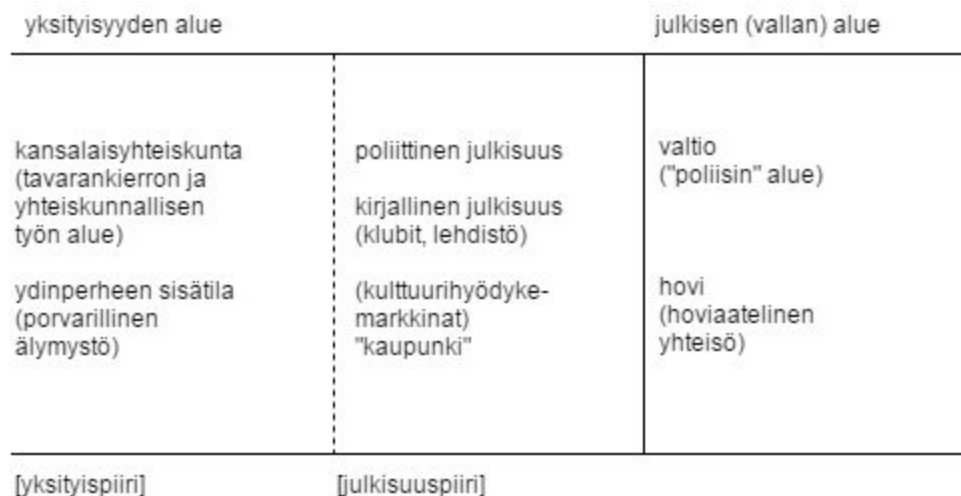 yksityisyyden alue
julkisen (vallan) alue
kansalaisyhteiskunta
(tavarankierron ja
yhteiskunnallisen
työn alue)
ydinperheen sisätila
(porvarillinen
älymystö)
poliittinen julkisuus
kirjallinen julkisuus
(klubit, lehdistö)
(kulttuurihyödyke-
markkinat)
"kaupunki"
valtio
("poliisin" alue)
hovi
(hoviaatelinen
yhteisö)
[yksityispiiri]
[julkisuuspiiri]